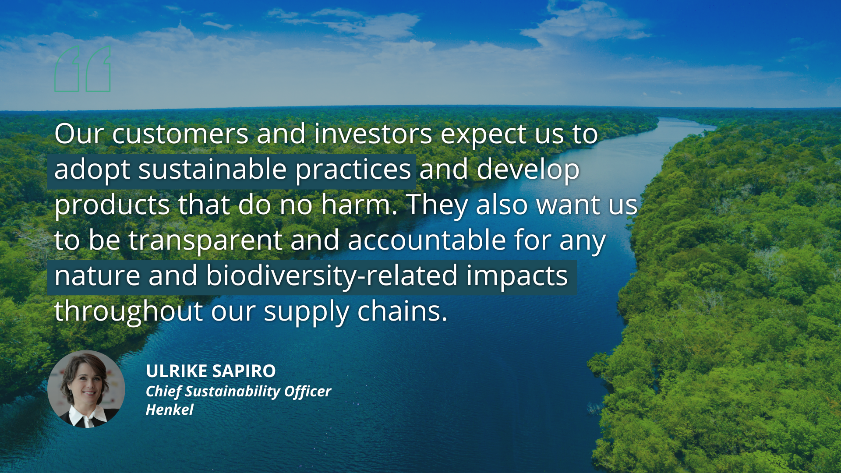 Our customers and investors expect us to
adopt sustainable practices and develop
products that do no harm. They also want us
to be transparent and accountable for any
nature and biodiversity-related impacts
throughout our supply chains.
ULRIKE SAPIRO
Chief Sustainability Officer
Henkel